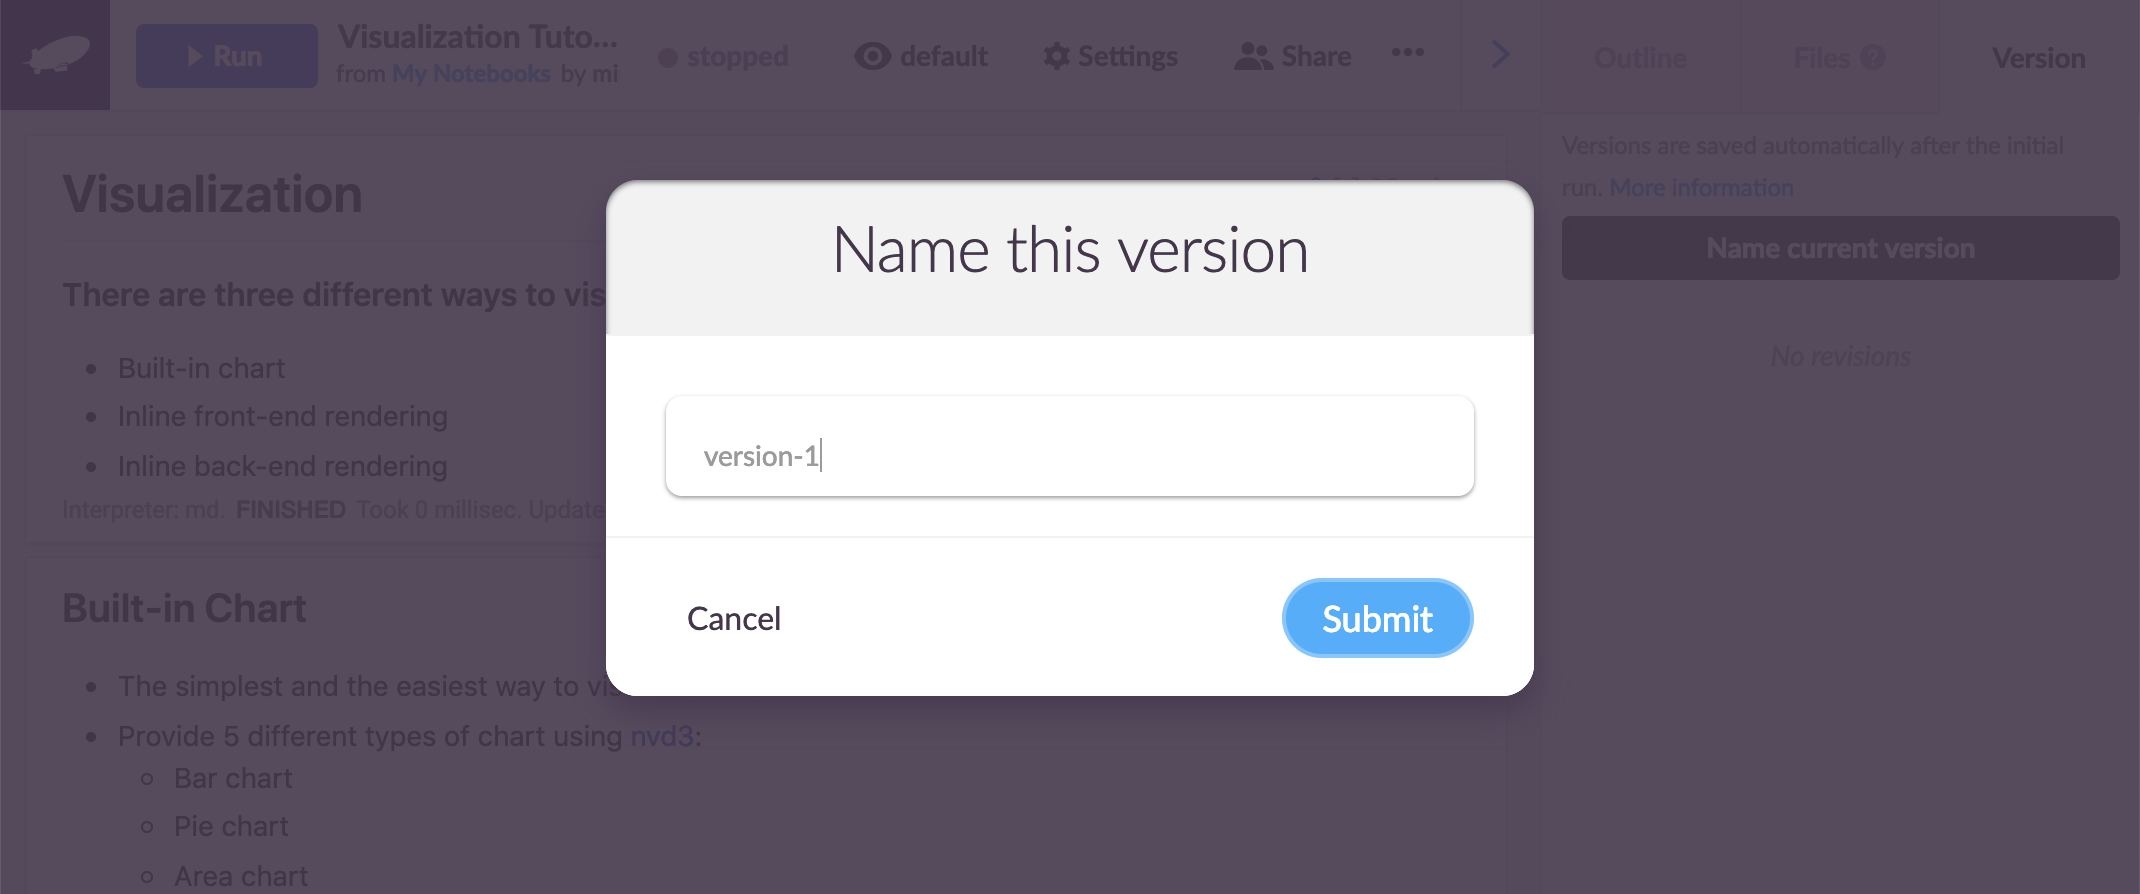 Run
Visualization Tuto...
from My Notebooks by mi
stopped
default
Settings
Share
Outline
Files ?
Version
Versions are saved automatically after the initial
run. More information
Name current version
No revisions
Visualization
There are three different ways to vis
Built-in chart
Inline front-end rendering
Inline back-end rendering
Interpreter: md. FINISHED Took 0 millisec. Update
Built-in Chart
The simplest and the easiest way to vis
Provide 5 different types of chart using nvd3:
Bar chart
Pie chart
Area chart
Name this version
version-1
Cancel
Submit